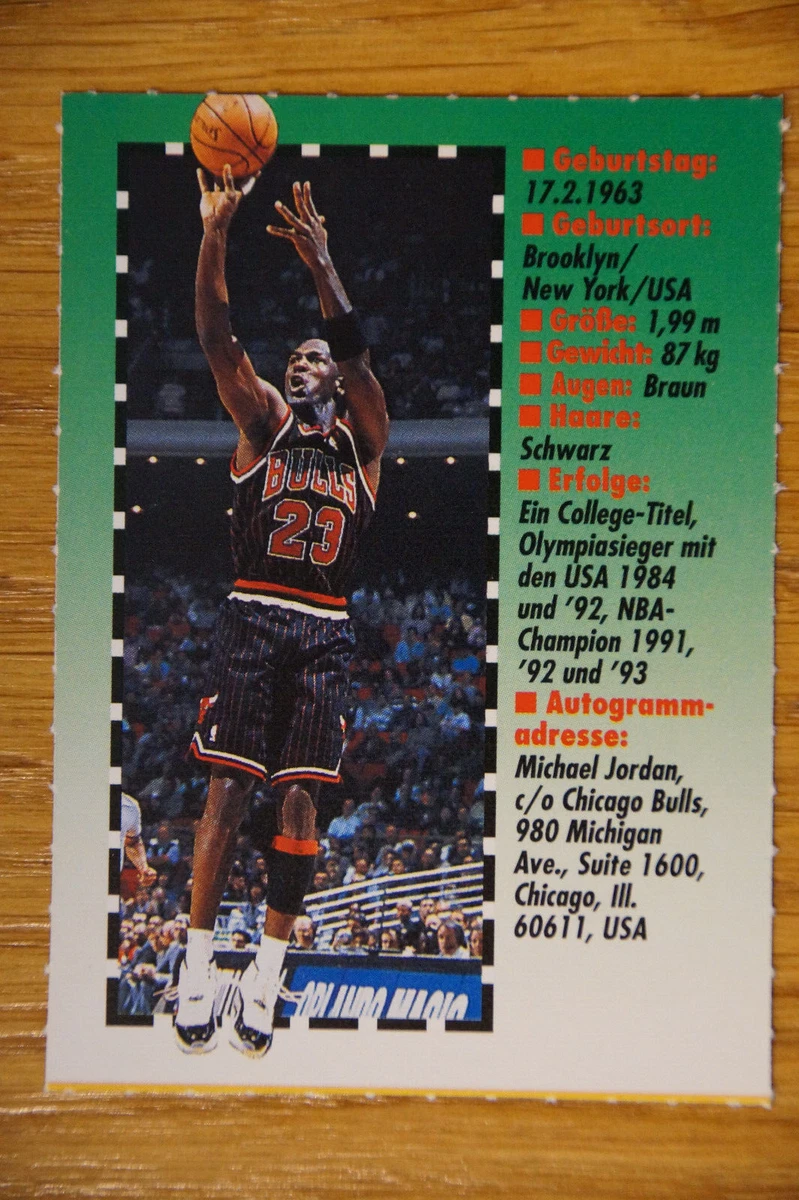 ■ Geburtstag:
17.2.1963
■ Geburtsort:
Brooklyn/
New York/USA
■ Größe: 1,99 m
■ Gewicht: 87 kg
■ Augen: Braun
■ Haare:
Schwarz
■ Erfolge:
Ein College-Titel,
Olympiasieger mit
den USA 1984
und '92, NBA-
Champion 1991,
'92 und '93
■ Autogramm-
adresse:
Michael Jordan,
c/o Chicago Bulls,
980 Michigan
Ave., Suite 1600,
Chicago, Ill.
60611, USA
BULLS
23
ORLANDO MAGIC